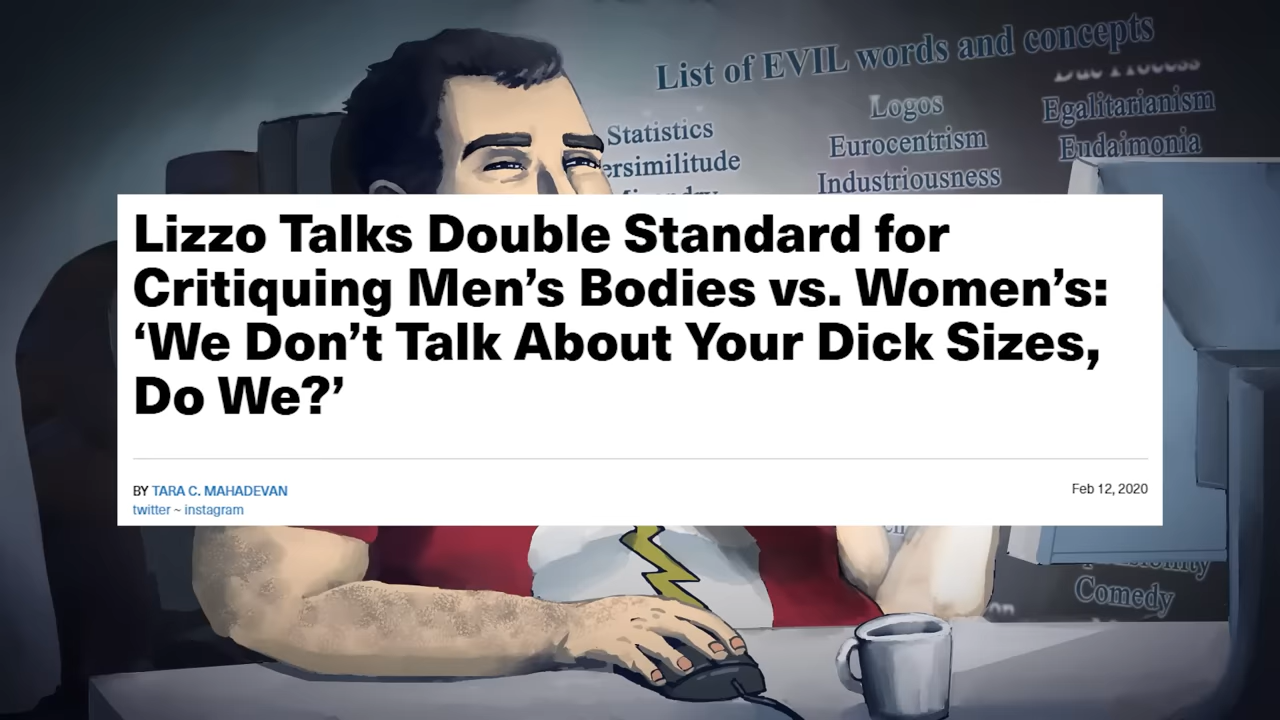 List of EVIL words and concepts
Statistics
Logos
Eurocentrism
Industriousness
Egalitarianism
Eudaimonia
Lizzo Talks Double Standard for
Critiquing Men’s Bodies vs. Women’s:
‘We Don’t Talk About Your Dick Sizes,
Do We?’
BY TARA C. MAHADEVAN
Feb 12, 2020
twitter ~ instagram
Comedy